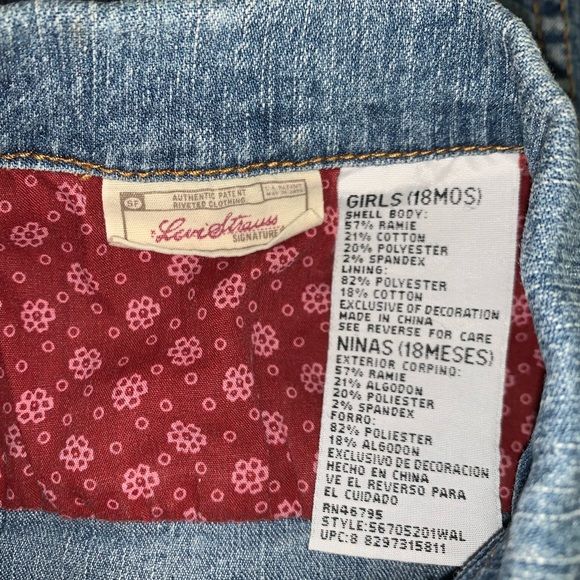 SF
AUTHENTIC PATENT
RIVETED CLOTHING
Levi Strauss
SIGNATURE
GIRLS (18MOS)
SHELL BODY:
57% RAMIE
21% COTTON
20% POLYESTER
2% SPANDEX
LINING:
82% POLYESTER
18% COTTON
EXCLUSIVE OF DECORATION
MADE IN CHINA
SEE REVERSE FOR CARE
NINAS (18MESES)
EXTERIOR CORPINO:
57% RAMIE
21% ALGODON
20% POLIESTER
2% SPANDEX
FORRO:
82% POLIESTER
18% ALGODON
EXCLUSIVO DE DECORACION
HECHO EN CHINA
VE EL REVERSO PARA
EL CUIDADO
RN46795
STYLE:56705201WAL
UPC:8 8297315811